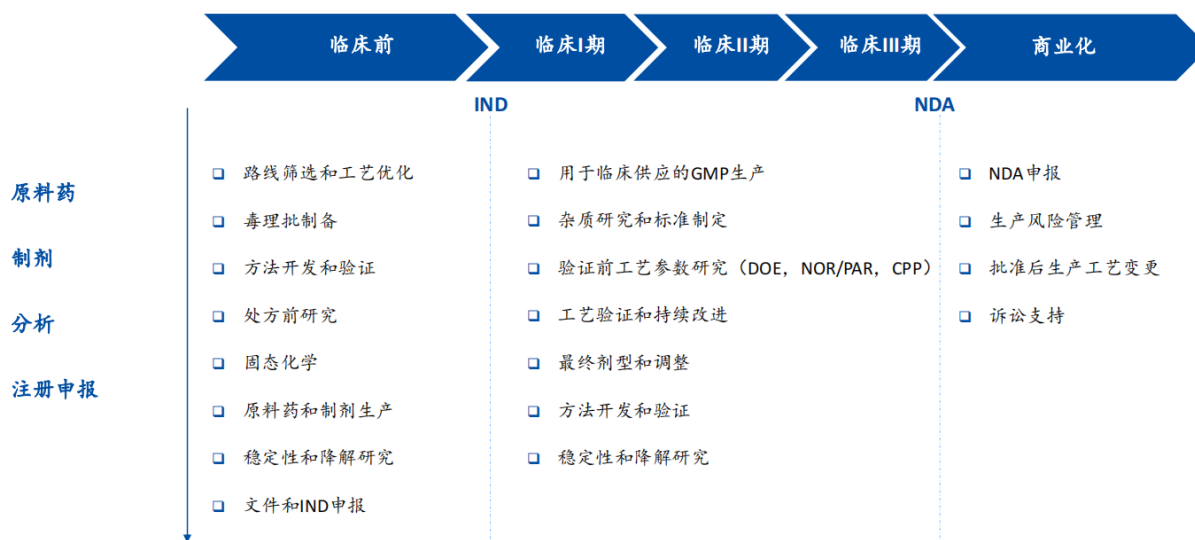 临床前
临床I期
临床II期
临床III期
商业化
IND
NDA
原料药
制剂
分析
注册申报
路线筛选和工艺优化
毒理批制备
方法开发和验证
处方前研究
固态化学
原料药和制剂生产
稳定性和降解研究
文件和IND申报
用于临床供应的GMP生产
杂质研究和标准制定
验证前工艺参数研究（DOE，NOR/PAR，CPP）
工艺验证和持续改进
最终剂型和调整
方法开发和验证
稳定性和降解研究
NDA申报
生产风险管理
批准后生产工艺变更
诉讼支持